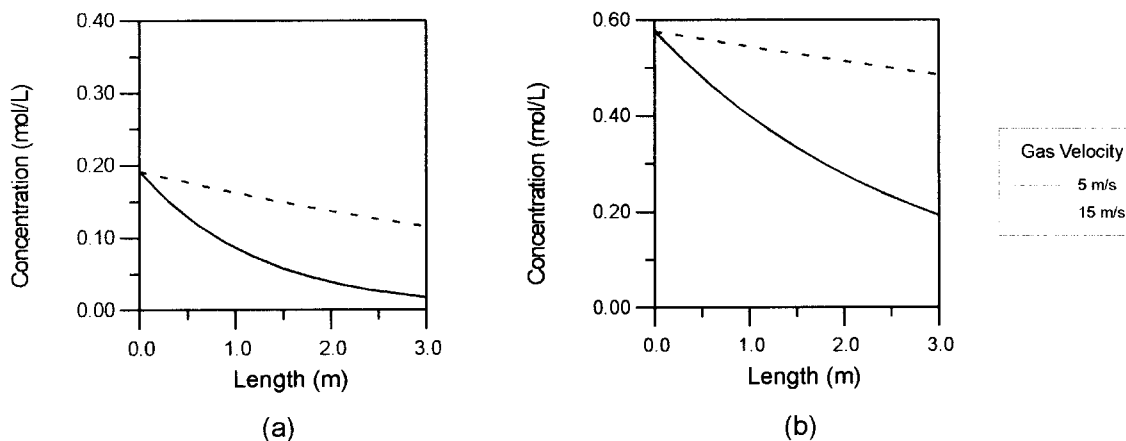 0.40
0.30
0.20
0.10
0.00
Concentration (mol/L)
0.0 1.0 2.0 3.0
Length (m)
(a)
0.60
0.40
0.20
0.00
Concentration (mol/L)
0.0 1.0 2.0 3.0
Length (m)
(b)
Gas Velocity
5 m/s
15 m/s